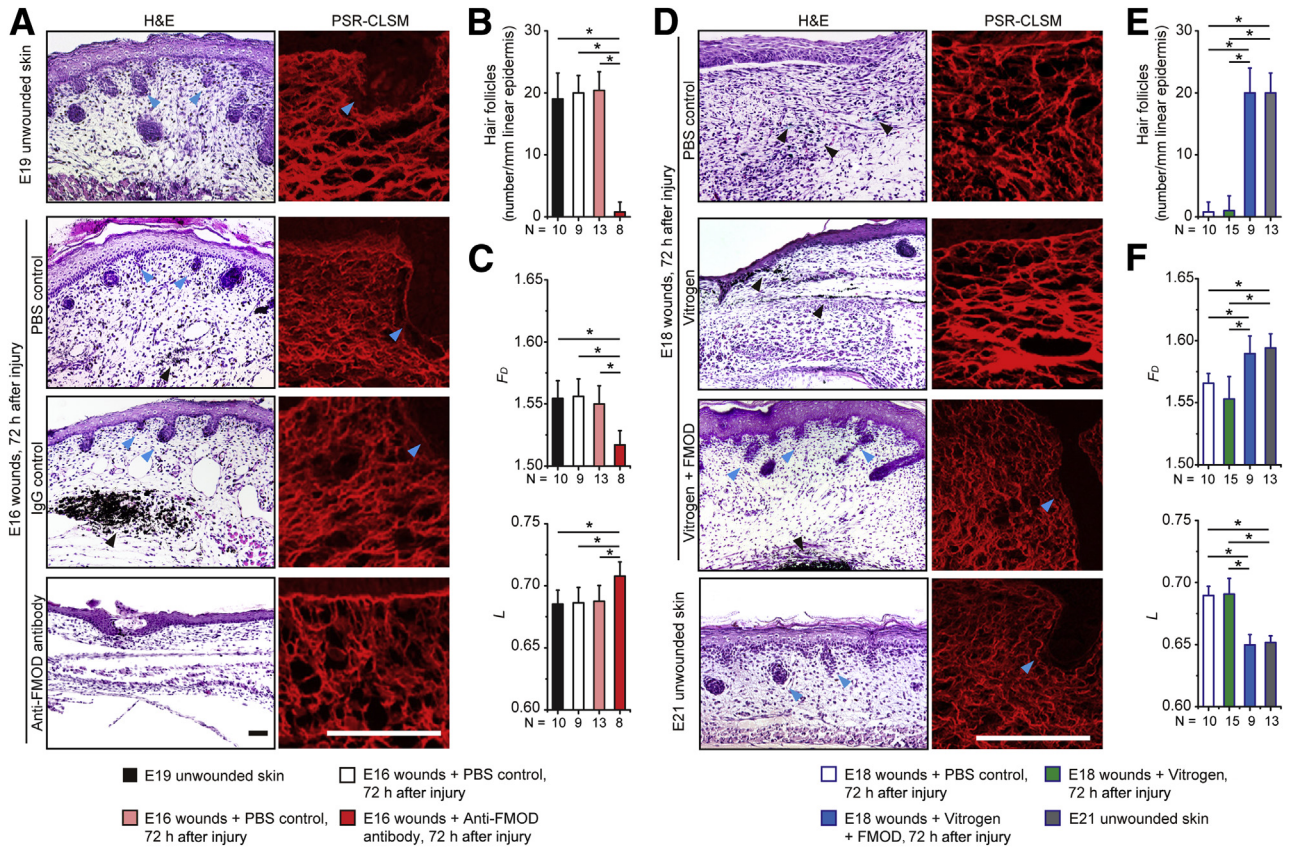 A
H&E
PSR-CLSM
E19 unwounded skin
E16 wounds, 72 h after injury
PBS control
IgG control
Anti-FMOD antibody
B
Hair follicles
(number/mm linear epidermis)
30
20
10
0
*
*
*
N = 10 9 13 8
C
F_D
1.65
1.60
1.55
1.50
*
*
*
N = 10 9 13 8
L
0.75
0.70
0.65
0.60
*
*
*
N = 10 9 13 8
E19 unwounded skin
E16 wounds + PBS control,
72 h after injury
E16 wounds + PBS control,
72 h after injury
E16 wounds + Anti-FMOD
antibody, 72 h after injury
D
H&E
PSR-CLSM
E18 wounds, 72 h after injury
PBS control
Vitrogen
Vitrogen + FMOD
E21 unwounded skin
E
Hair follicles
(number/mm linear epidermis)
30
20
10
0
*
*
*
*
N = 10 15 9 13
F
F_D
1.65
1.60
1.55
1.50
*
*
*
*
N = 10 15 9 13
L
0.75
0.70
0.65
0.60
*
*
*
*
N = 10 15 9 13
E18 wounds + PBS control,
72 h after injury
E18 wounds + Vitrogen,
72 h after injury
E18 wounds + Vitrogen
+ FMOD, 72 h after injury
E21 unwounded skin